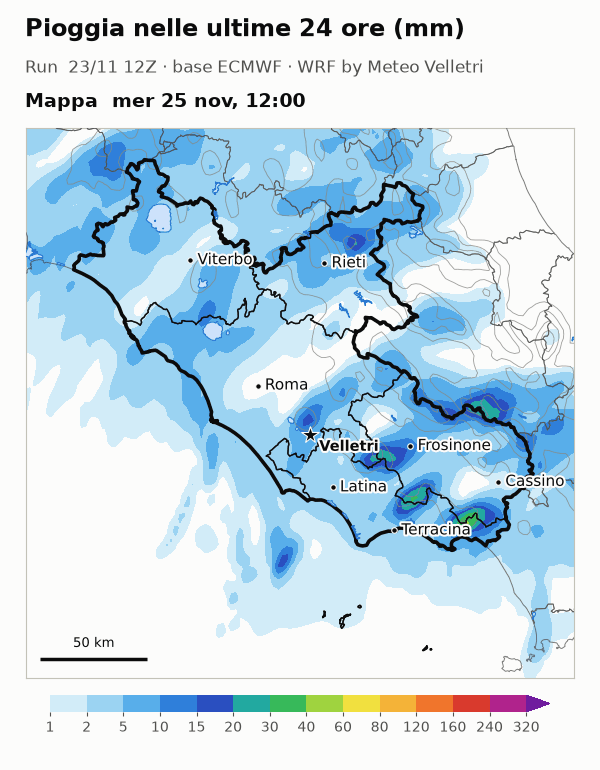 Pioggia nelle ultime 24 ore (mm)
Run  23/11 12Z · base ECMWF · WRF by Meteo Velletri
Mappa  mer 25 nov, 12:00
Viterbo
Rieti
Roma
Velletri
Frosinone
Cassino
Latina
Terracina
50 km
1 2 5 10 15 20 30 40 60 80 120 160 240 320